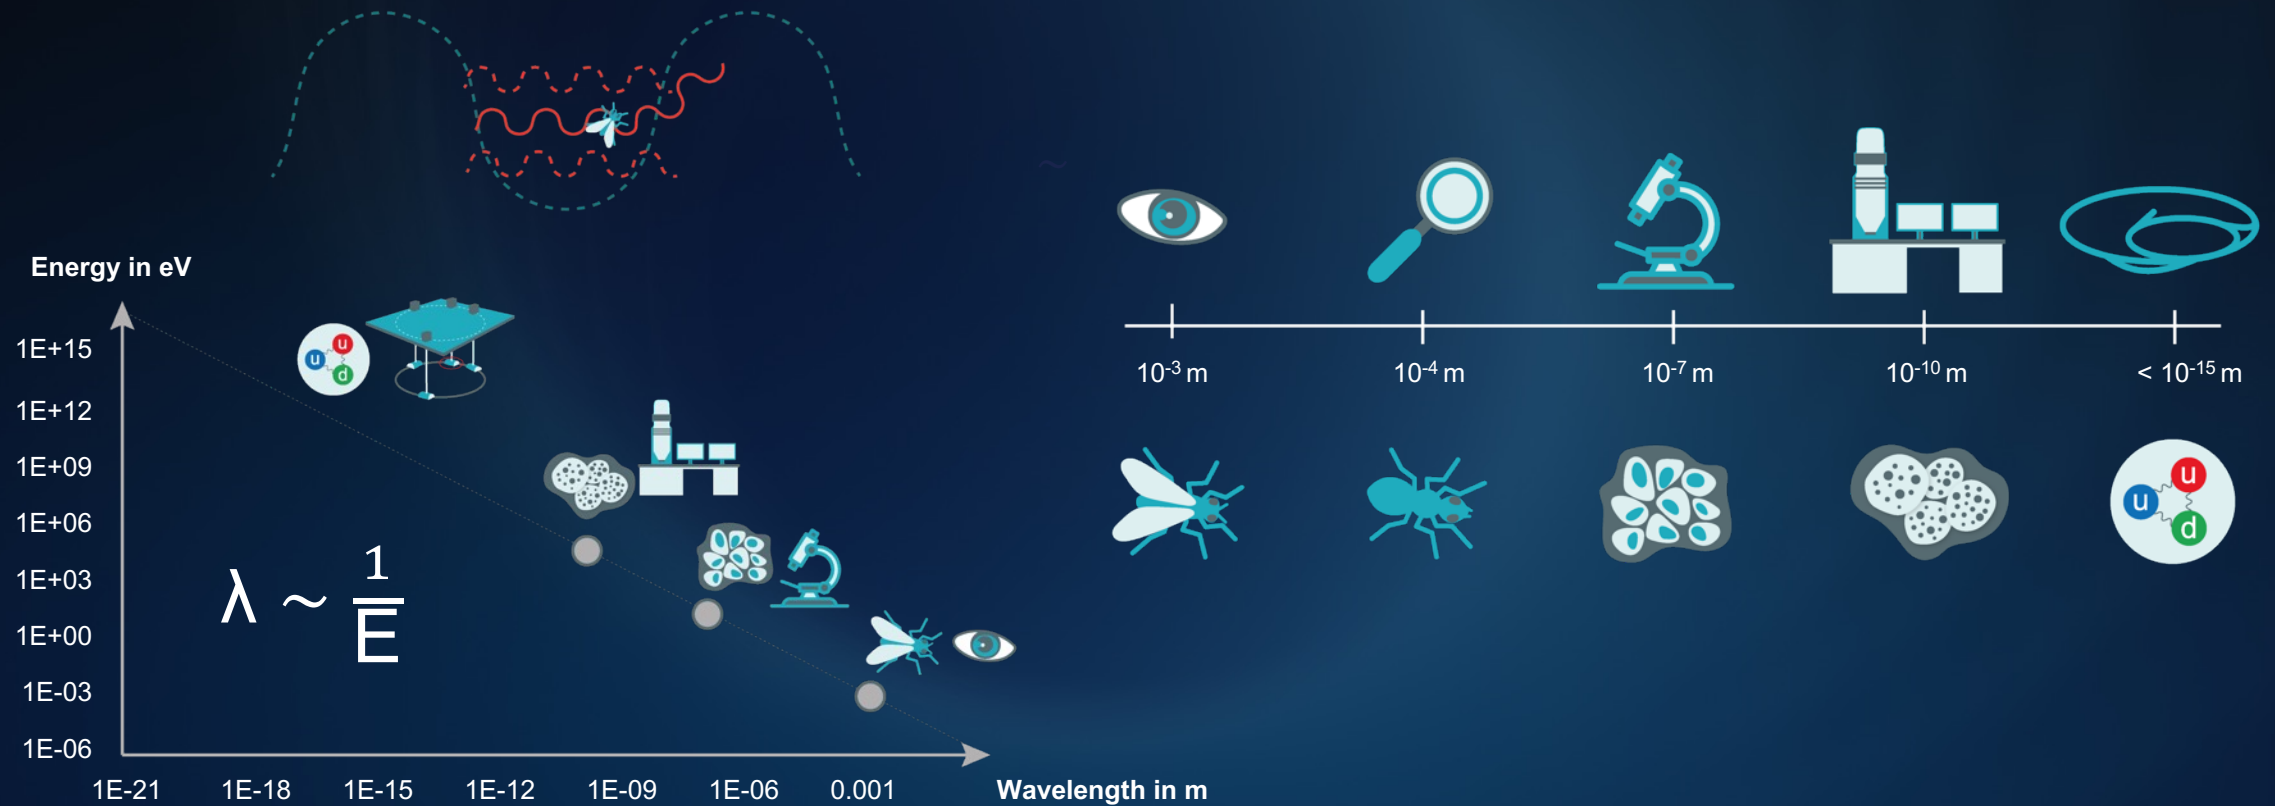 Energy in eV
1E+15
1E+12
1E+09
1E+06
1E+03
1E+00
1E-03
1E-06
1E-21 1E-18 1E-15 1E-12 1E-09 1E-06 0.001 Wavelength in m
λ ~ 1/E
u
u
d
10⁻³ m 10⁻⁴ m 10⁻⁷ m 10⁻¹⁰ m < 10⁻¹⁵ m
u
u
d
~